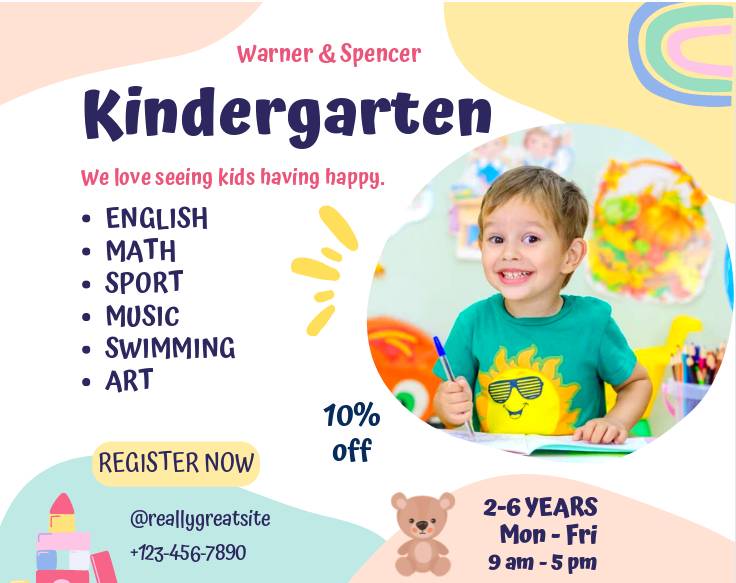 Warner & Spencer
Kindergarten
We love seeing kids having happy.
• ENGLISH
• MATH
• SPORT
• MUSIC
• SWIMMING
• ART
10%
off
REGISTER NOW
@reallygreatsite
+123-456-7890
2-6 YEARS
Mon - Fri
9 am - 5 pm